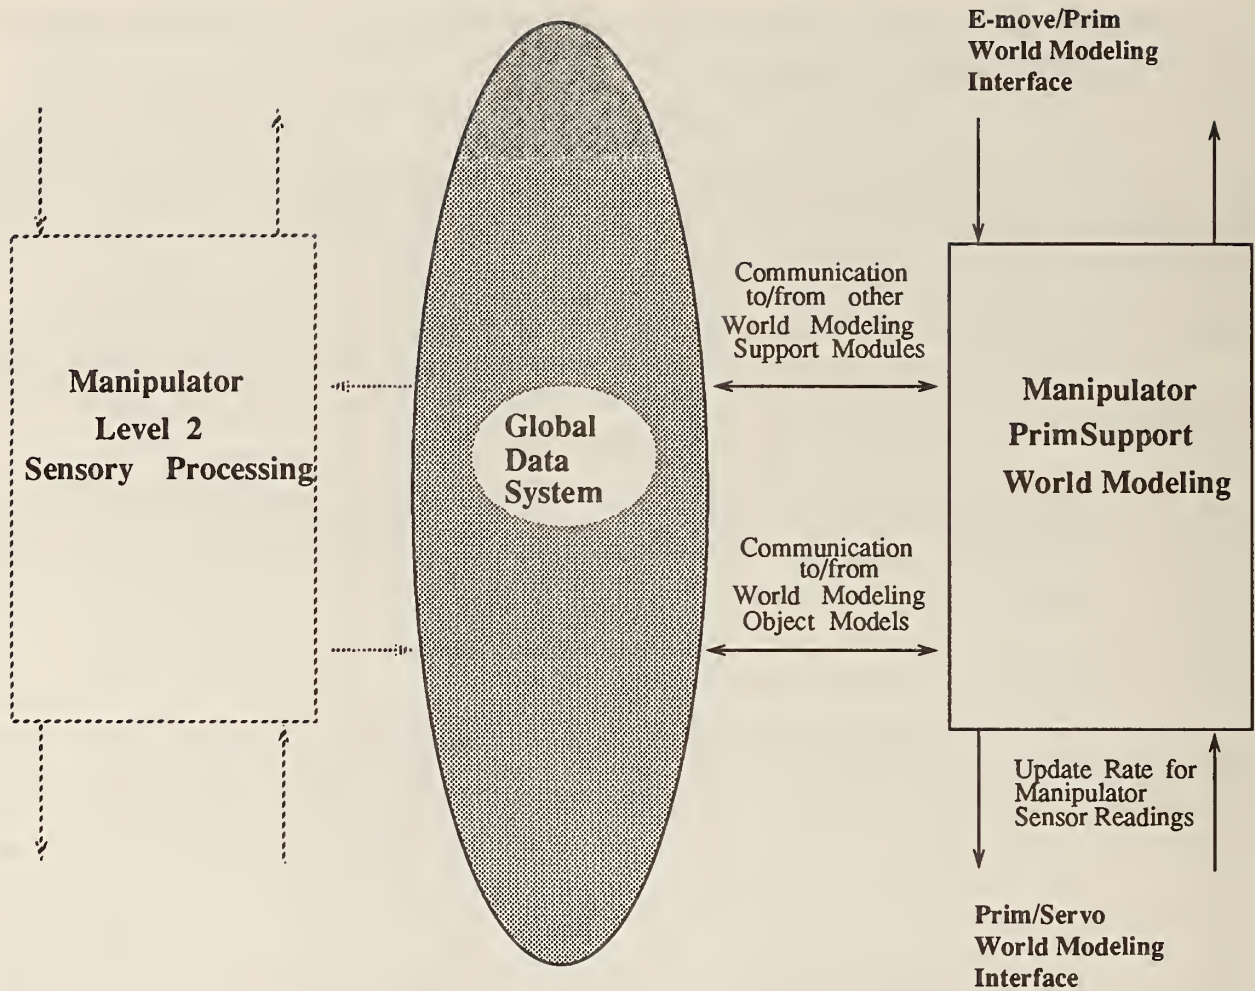 E-move/Prim
World Modeling
Interface
Communication
to/from other
World Modeling
Support Modules
Manipulator
Level 2
Sensory Processing
Global
Data
System
Manipulator
PrimSupport
World Modeling
Communication
to/from
World Modeling
Object Models
Update Rate for
Manipulator
Sensor Readings
Prim/Servo
World Modeling
Interface